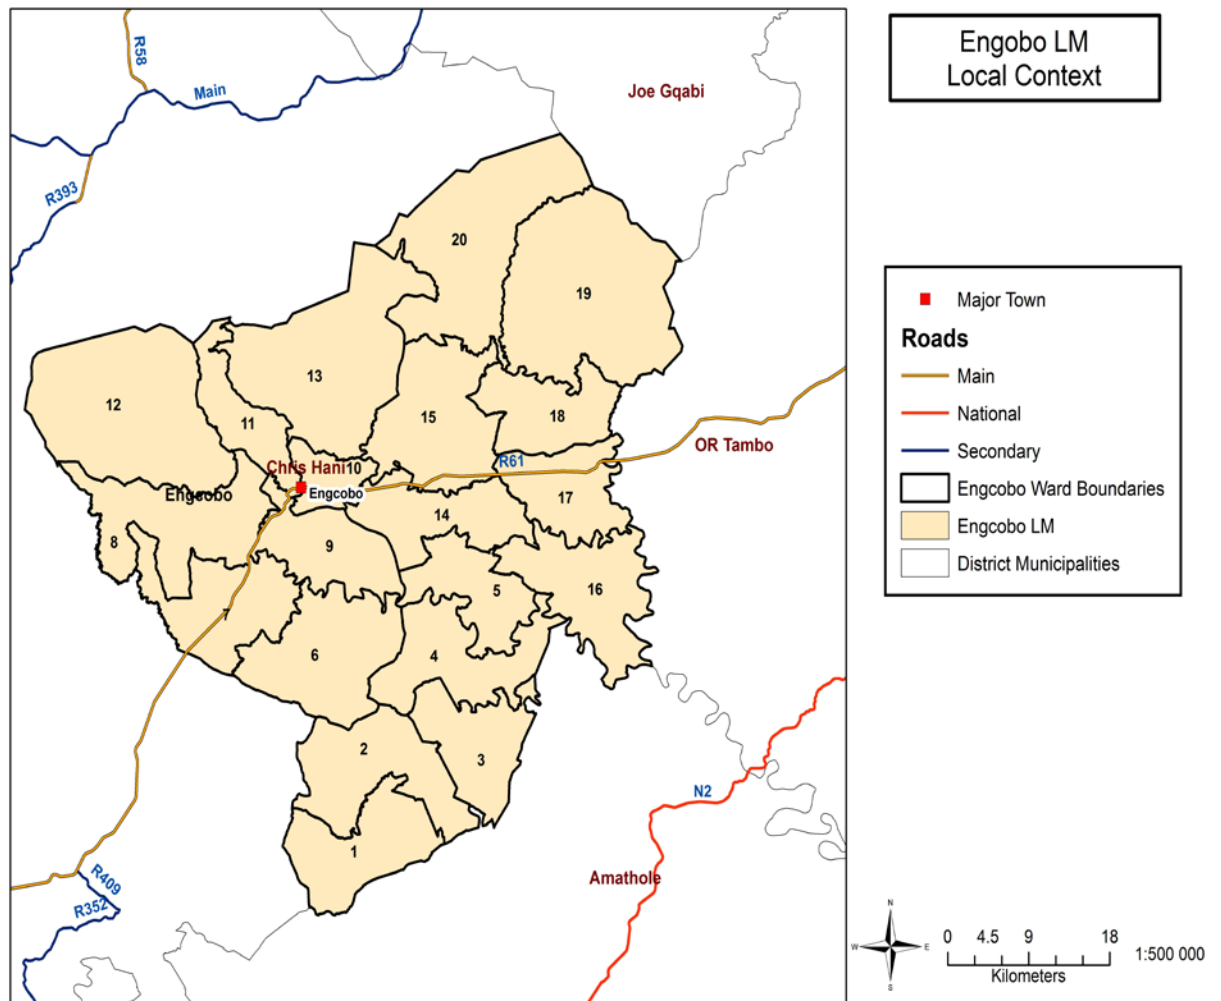 Engobo LM
Local Context
R58
Main
Joe Gqabi
R393
20
19
13
12
11
15
18
OR Tambo
Chris Hani
10
R61
Engcobo
Engcobo
17
14
8
9
5
16
7
6
4
2
3
N2
1
Amathole
R409
R352
Major Town
Roads
Main
National
Secondary
Engcobo Ward Boundaries
Engcobo LM
District Municipalities
N
W
E
S
0 4.5 9 18
Kilometers
1:500 000